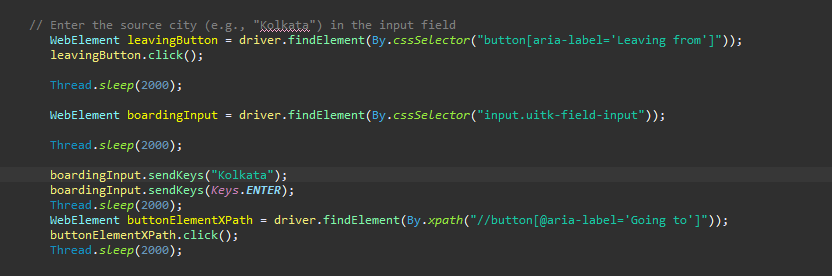 // Enter the source city (e.g., "Kolkata") in the input field
WebElement leavingButton = driver.findElement(By.cssSelector("button[aria-label='Leaving from']"));
leavingButton.click();
Thread.sleep(2000);
WebElement boardingInput = driver.findElement(By.cssSelector("input.uitk-field-input"));
Thread.sleep(2000);
boardingInput.sendKeys("Kolkata");
boardingInput.sendKeys(Keys.ENTER);
Thread.sleep(2000);
WebElement buttonElementXPath = driver.findElement(By.xpath("//button[@aria-label='Going to']"));
buttonElementXPath.click();
Thread.sleep(2000);